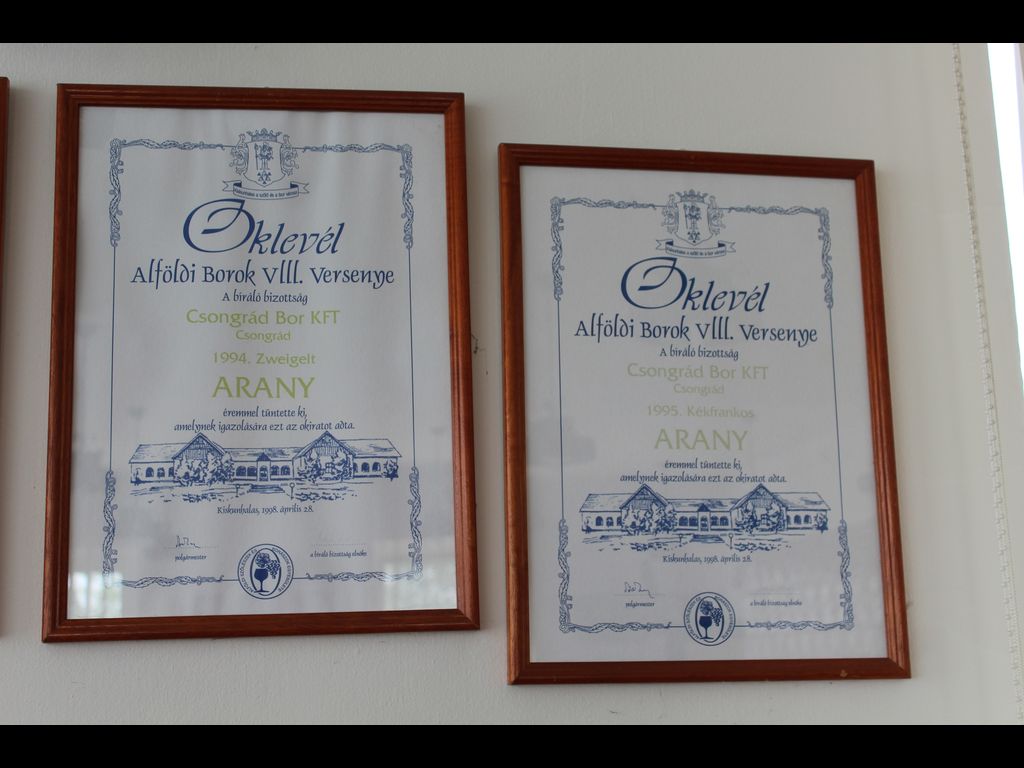 Oklevél
Alföldi Borok VIII. Versenye
A bíráló bizottság
Csongrád Bor KFT
Csongrád
1994. Zweigelt
ARANY
éremmel tüntette ki,
amelynek igazolására ezt az okiratot adta.
Kiskunhalas, 1998. április 28.
polgármester
a bíráló bizottság elnöke
Oklevél
Alföldi Borok VIII. Versenye
A bíráló bizottság
Csongrád Bor KFT
Csongrád
1995. Kékfrankos
ARANY
éremmel tüntette ki,
amelynek igazolására ezt az okiratot adta.
Kiskunhalas, 1998. április 28.
polgármester
a bíráló bizottság elnöke